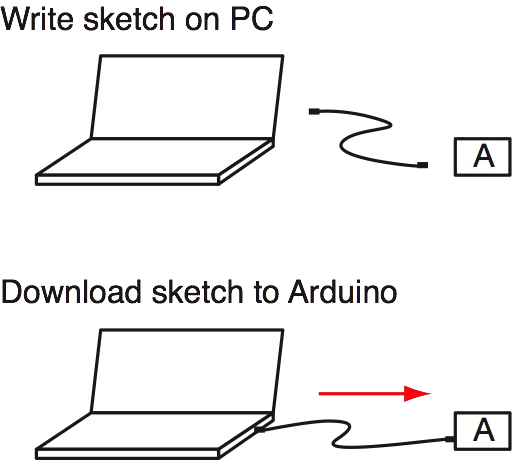 Write sketch on PC
A
Download sketch to Arduino
A